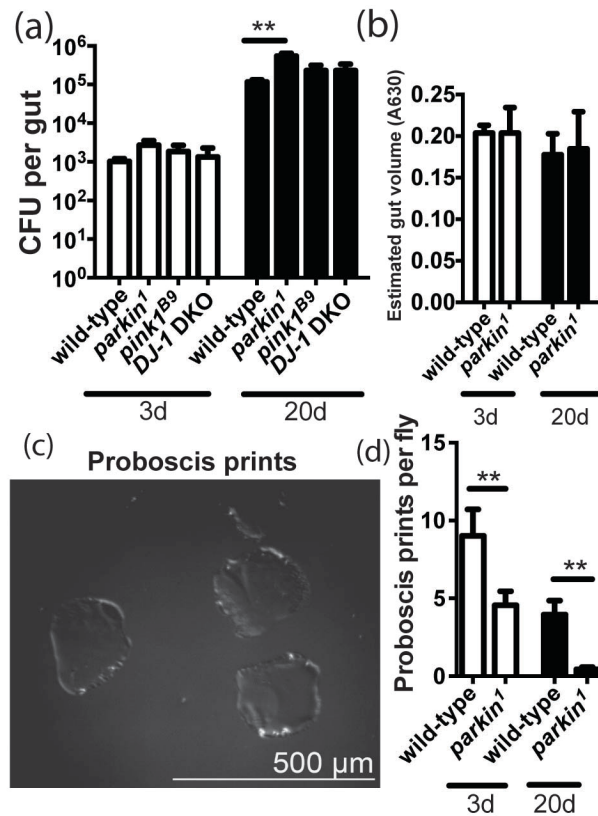 (a)
**
CFU per gut
10⁶
10⁵
10⁴
10³
10²
10¹
10⁰
wild-type
parkin¹
pink1ᴮ⁹
DJ-1 DKO
wild-type
parkin¹
pink1ᴮ⁹
DJ-1 DKO
3d
20d
(b)
Estimated gut volume (A630)
0.25
0.20
0.15
0.10
0.05
0.00
wild-type
parkin¹
wild-type
parkin¹
3d
20d
(c)
Proboscis prints
500 µm
(d)
Proboscis prints per fly
15
10
5
0
**
**
wild-type
parkin¹
wild-type
parkin¹
3d
20d